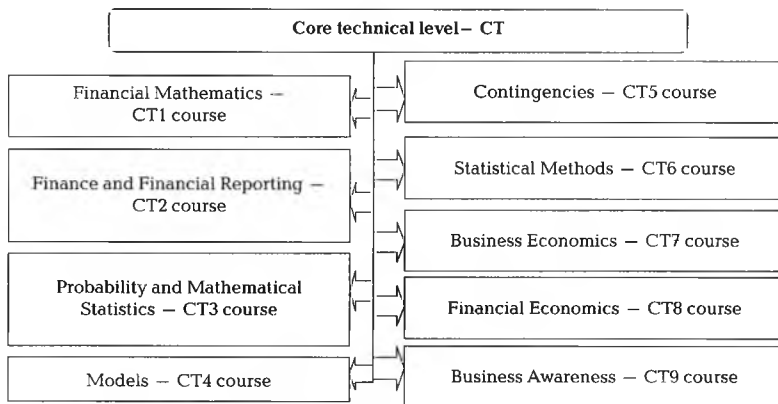 Core technical level– CT
Financial Mathematics –
CT1 course
Finance and Financial Reporting –
CT2 course
Probability and Mathematical
Statistics – CT3 course
Models – CT4 course
Contingencies – CT5 course
Statistical Methods – CT6 course
Business Economics – CT7 course
Financial Economics – CT8 course
Business Awareness – CT9 course